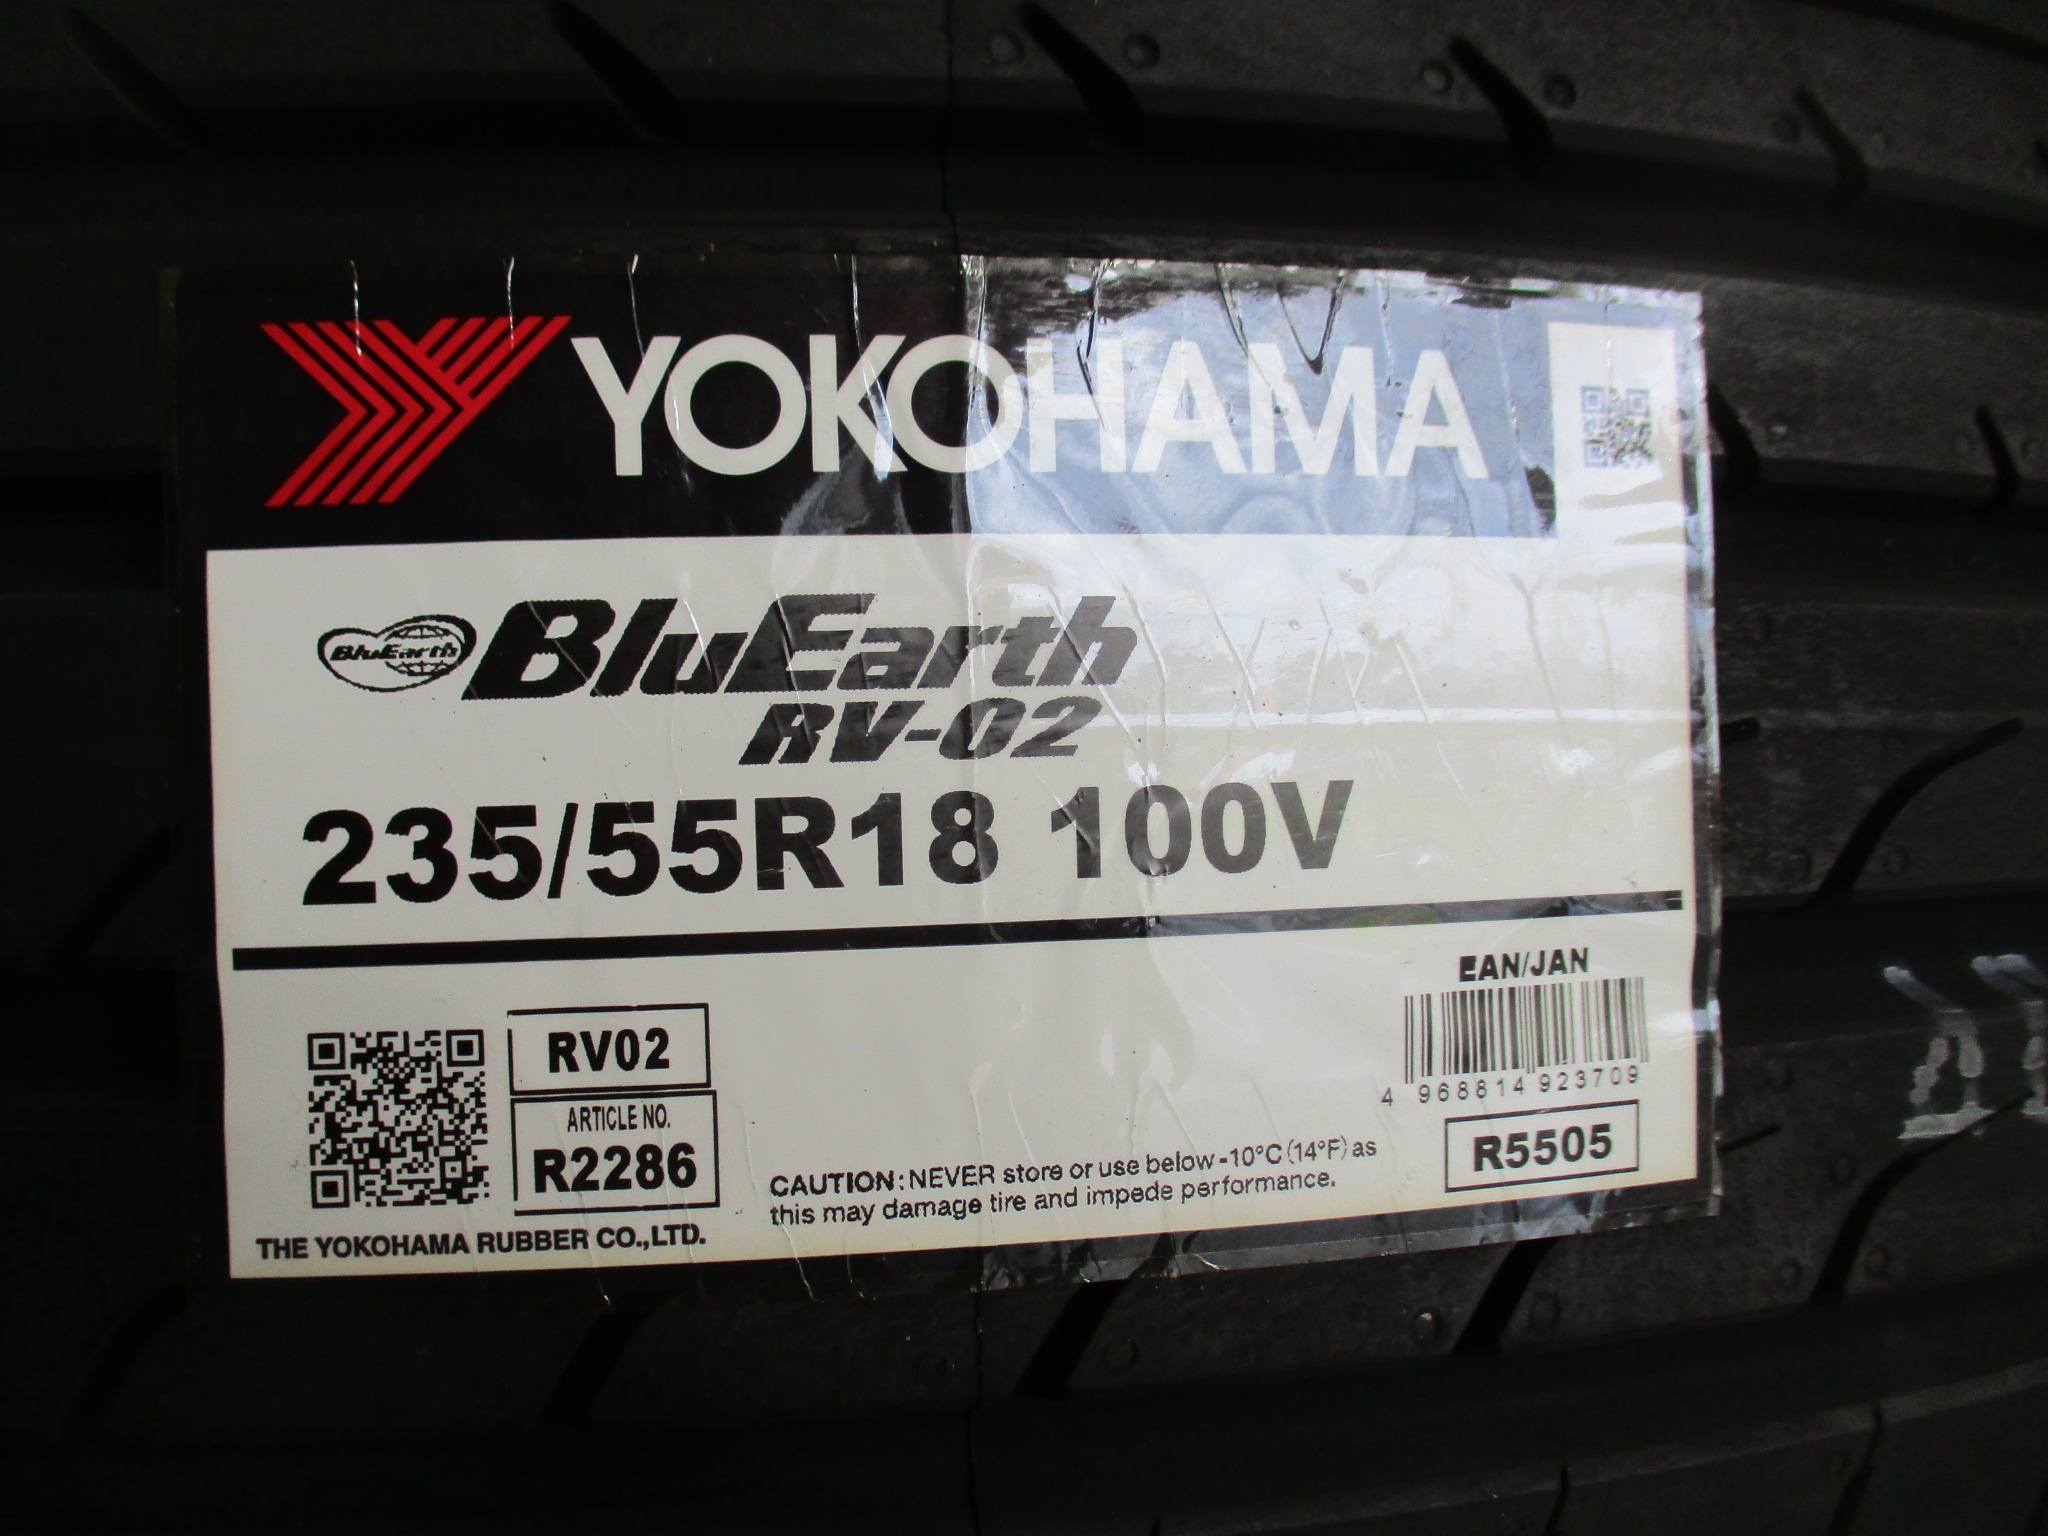 YOKOHAMA
BluEarth
BluEarth
RV-02
235/55R18 100V
EAN/JAN
4 968814 923709
RV02
ARTICLE NO.
R2286
R5505
CAUTION: NEVER store or use below -10°C (14°F) as
this may damage tire and impede performance.
THE YOKOHAMA RUBBER CO.,LTD.